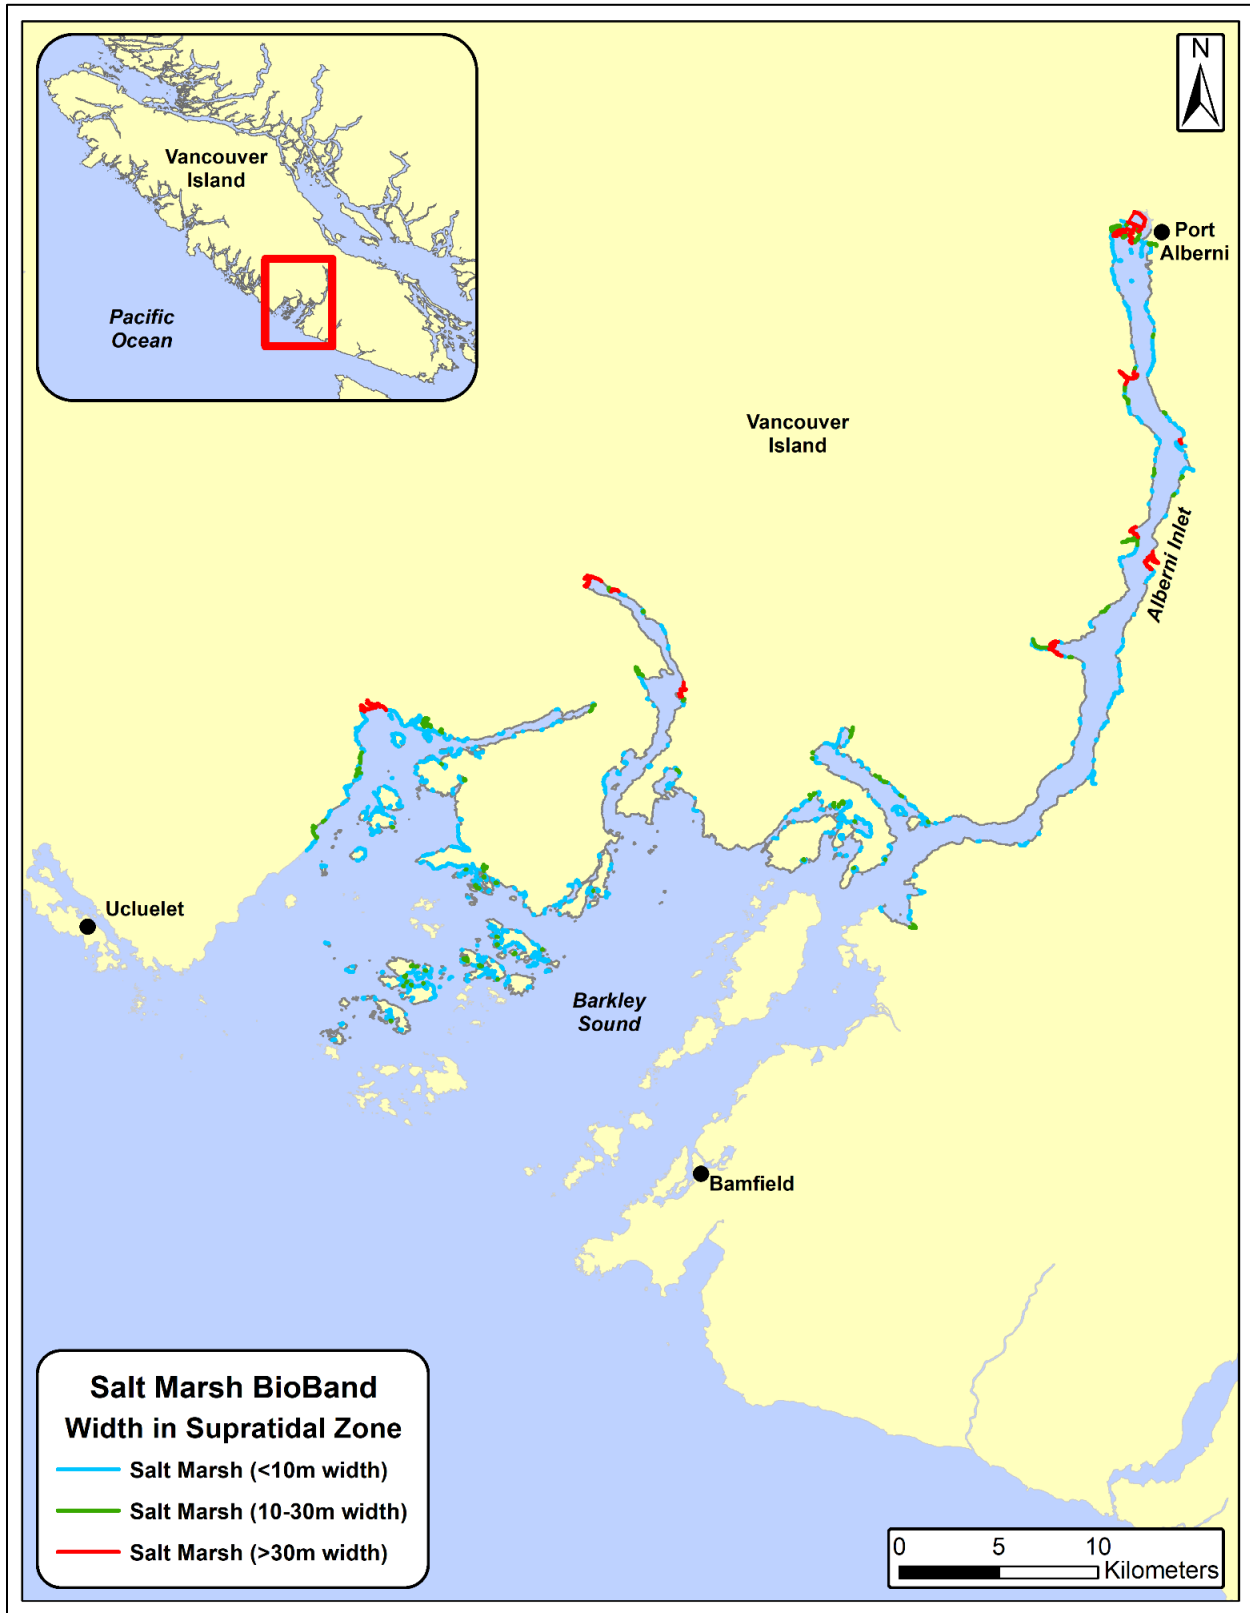 Vancouver
Island
Pacific
Ocean
N
Port
Alberni
Vancouver
Island
Alberni Inlet
Ucluelet
Barkley
Sound
Bamfield
Salt Marsh BioBand
Width in Supratidal Zone
Salt Marsh (<10m width)
Salt Marsh (10-30m width)
Salt Marsh (>30m width)
0 5 10
Kilometers